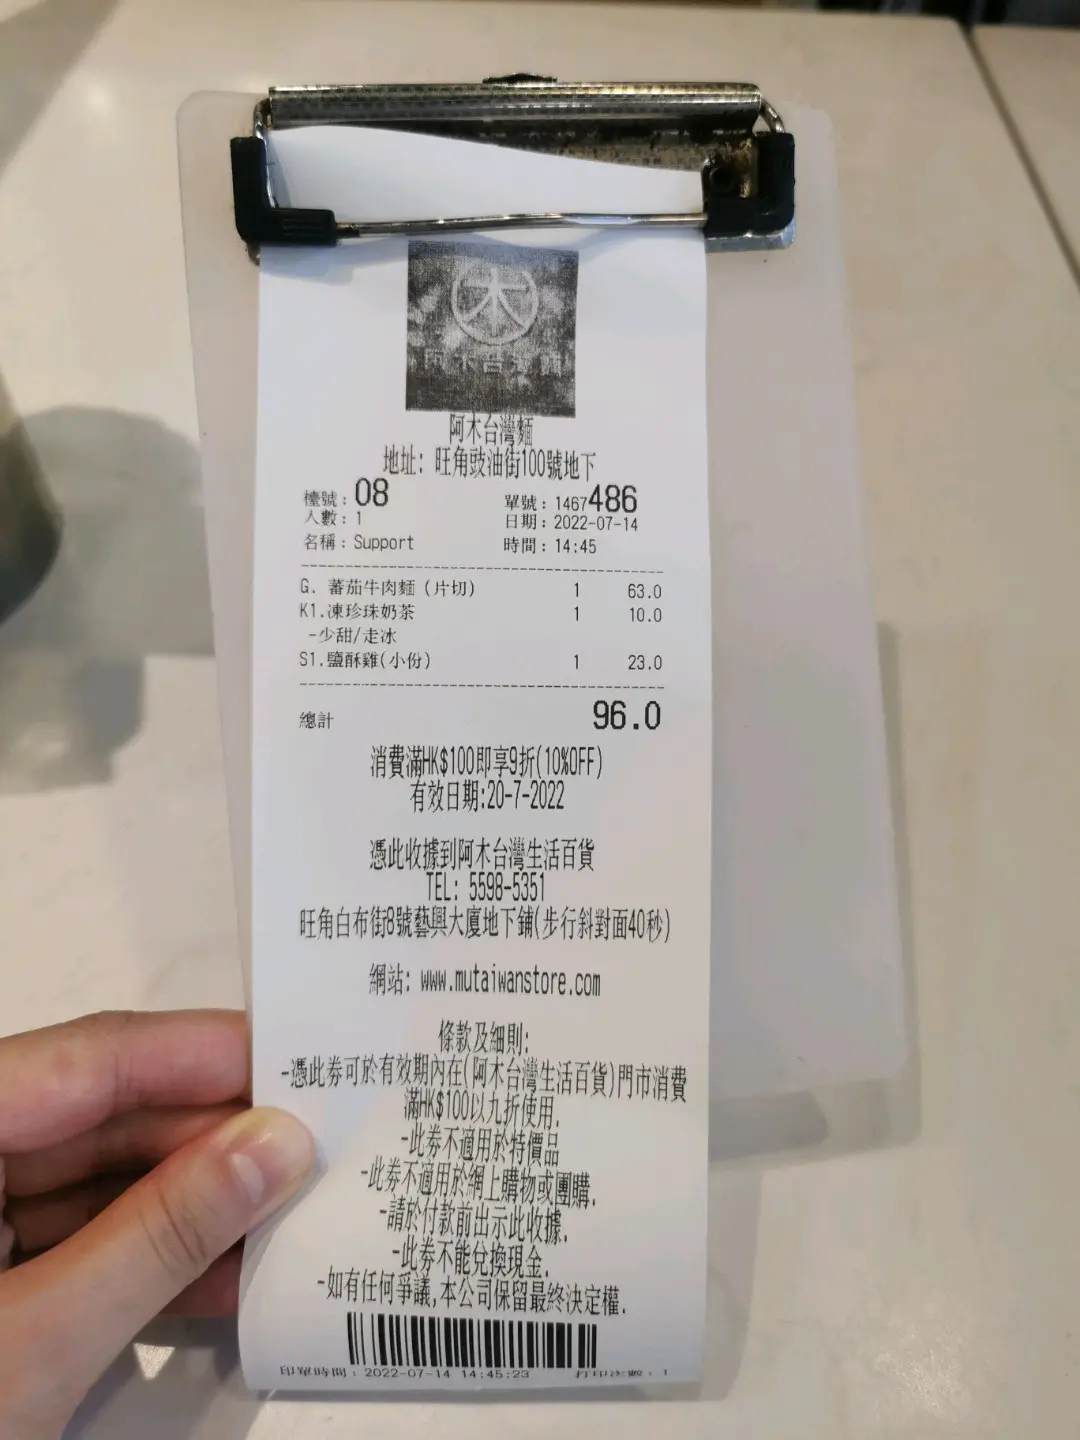 木
阿木台灣麵
阿木台灣麵
地址: 旺角豉油街100號地下
檯號: 08 單號: 1467486
人數: 1 日期: 2022-07-14
名稱: Support 時間: 14:45
G. 蕃茄牛肉麵 (片切) 1 63.0
K1.凍珍珠奶茶 1 10.0
-少甜/走冰
S1.鹽酥雞(小份) 1 23.0
總計 96.0
消費滿HK$100即享9折(10%OFF)
有效日期:20-7-2022
憑此收據到阿木台灣生活百貨
TEL: 5598-5351
旺角白布街8號藝興大廈地下鋪(步行斜對面40秒)
網站: www.mutaiwanstore.com
條款及細則:
-憑此券可於有效期內在(阿木台灣生活百貨)門市消費
滿HK$100以九折使用.
-此券不適用於特價品
-此券不適用於網上購物或團購.
-請於付款前出示此收據.
-此券不能兌換現金.
-如有任何爭議,本公司保留最終決定權.
印單時間: 2022-07-14 14:45:23 打印次數: 1